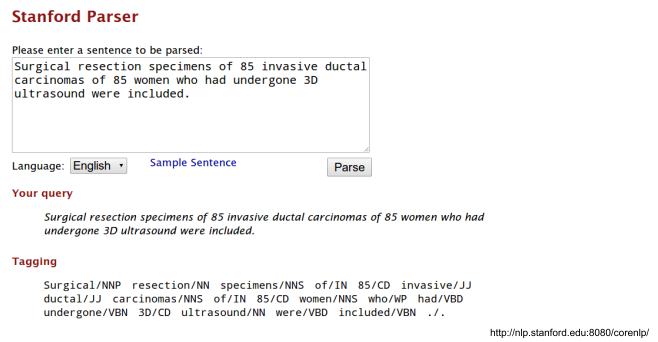 Stanford Parser
Please enter a sentence to be parsed:
Surgical resection specimens of 85 invasive ductal
carcinomas of 85 women who had undergone 3D
ultrasound were included.
Language: English Sample Sentence Parse
Your query
Surgical resection specimens of 85 invasive ductal carcinomas of 85 women who had
undergone 3D ultrasound were included.
Tagging
Surgical/NNP resection/NN specimens/NNS of/IN 85/CD invasive/JJ
ductal/JJ carcinomas/NNS of/IN 85/CD women/NNS who/WP had/VBD
undergone/VBN 3D/CD ultrasound/NN were/VBD included/VBN ./.
http://nlp.stanford.edu:8080/corenlp/